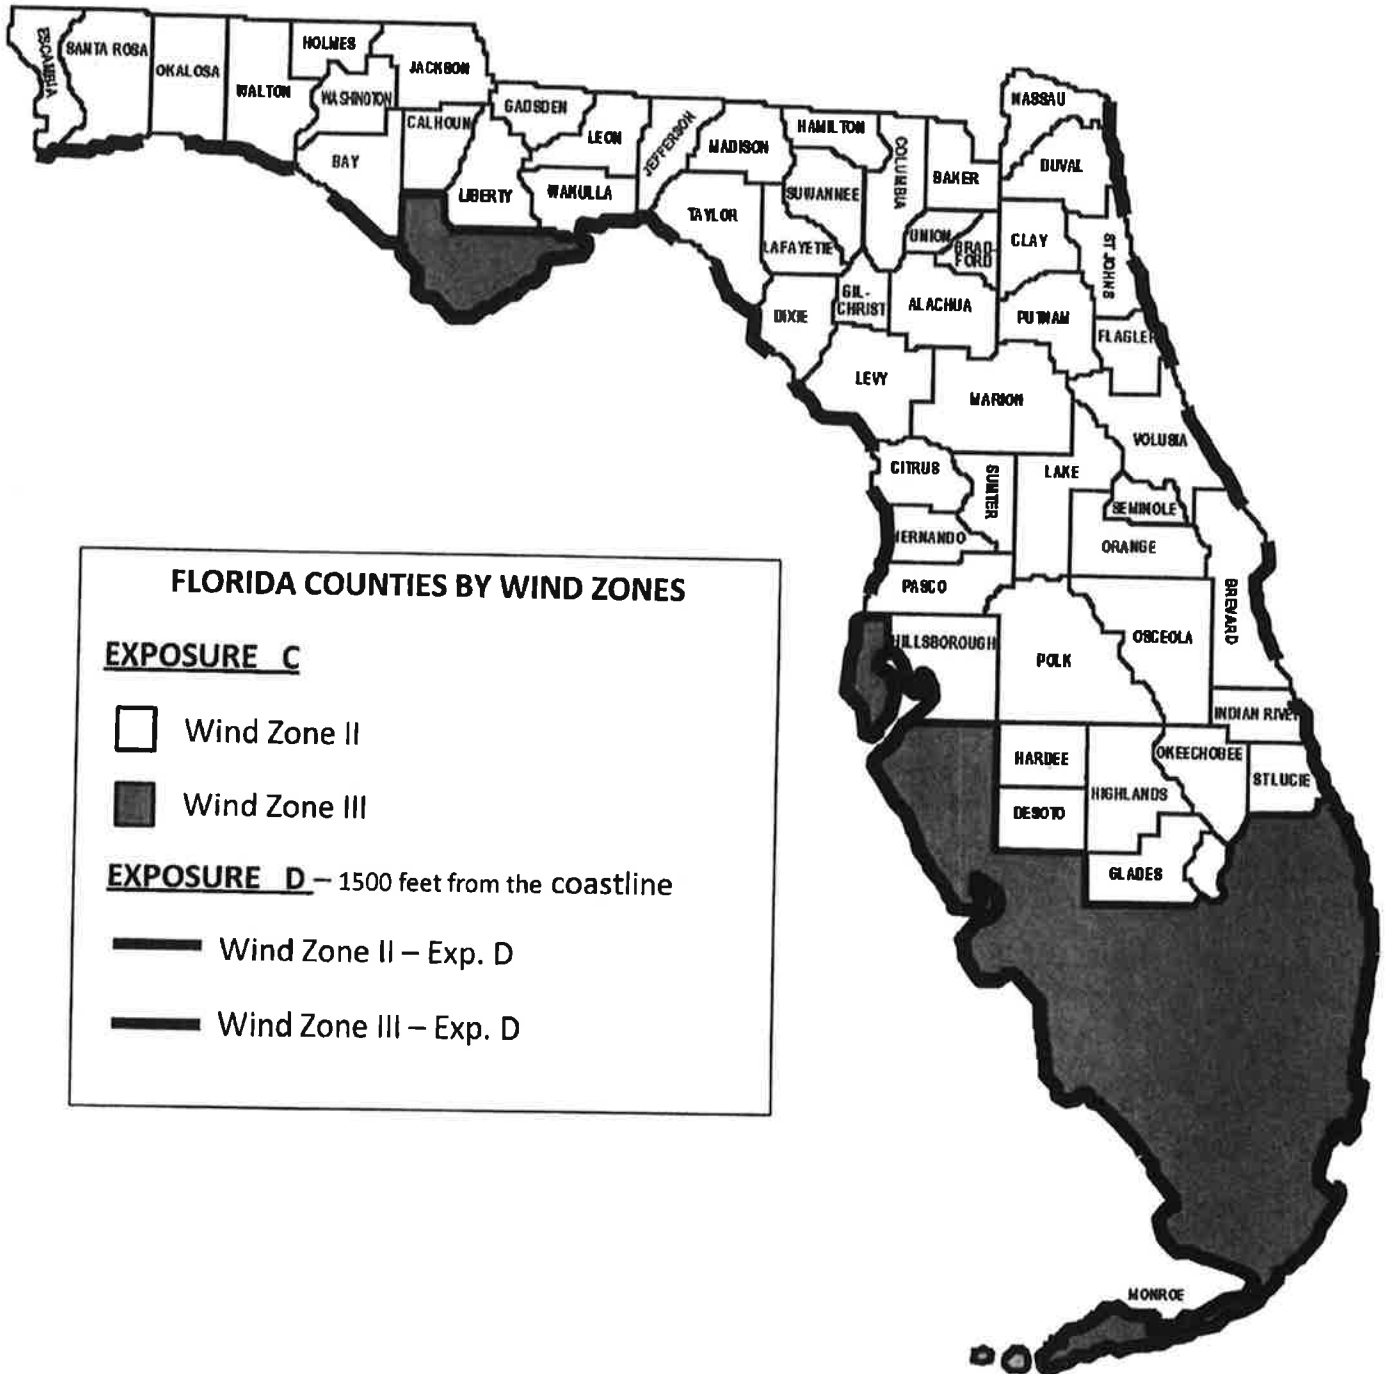 ESCAMBIA
SANTA ROSA
OKALOSA
WALTON
HOLMES
WASHINGTON
JACKSON
BAY
CALHOUN
GADSDEN
LIBERTY
LEON
WAKULLA
JEFFERSON
MADISON
TAYLOR
HAMILTON
SUWANNEE
LAFAYETTE
COLUMBIA
BAKER
NASSAU
DUVAL
UNION
BRAD-
FORD
CLAY
ST JOHNS
DIXIE
GIL-
CHRIST
ALACHUA
PUTNAM
FLAGLER
LEVY
MARION
VOLUSIA
CITRUS
SUMTER
LAKE
SEMINOLE
HERNANDO
ORANGE
PASCO
BREVARD
HILLSBOROUGH
POLK
OSCEOLA
INDIAN RIVER
HARDEE
HIGHLANDS
OKEECHOBEE
ST LUCIE
DESOTO
GLADES
MONROE
FLORIDA COUNTIES BY WIND ZONES
EXPOSURE C
Wind Zone II
Wind Zone III
EXPOSURE D – 1500 feet from the coastline
Wind Zone II – Exp. D
Wind Zone III – Exp. D